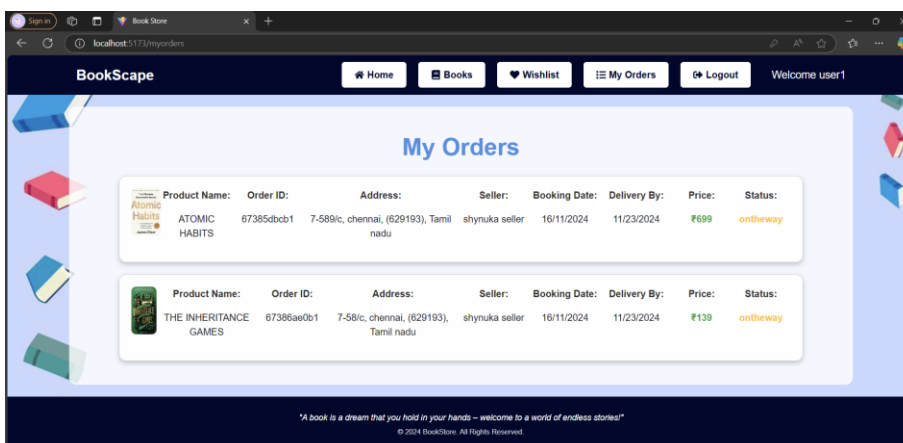 Sign in
Book Store
localhost:5173/myorders
BookScape
Home
Books
Wishlist
My Orders
Logout
Welcome user1
My Orders
Product Name: Order ID: Address: Seller: Booking Date: Delivery By: Price: Status:
Atomic
Habits
ATOMIC 67385dbcb1 7-589/c, chennai, (629193), Tamil shynuka seller 16/11/2024 11/23/2024 ₹699 ontheway
HABITS nadu
Product Name: Order ID: Address: Seller: Booking Date: Delivery By: Price: Status:
THE INHERITANCE 67386ae0b1 7-58/c, chennai, (629193), shynuka seller 16/11/2024 11/23/2024 ₹139 ontheway
GAMES Tamil nadu
"A book is a dream that you hold in your hands – welcome to a world of endless stories!"
© 2024 BookStore. All Rights Reserved.